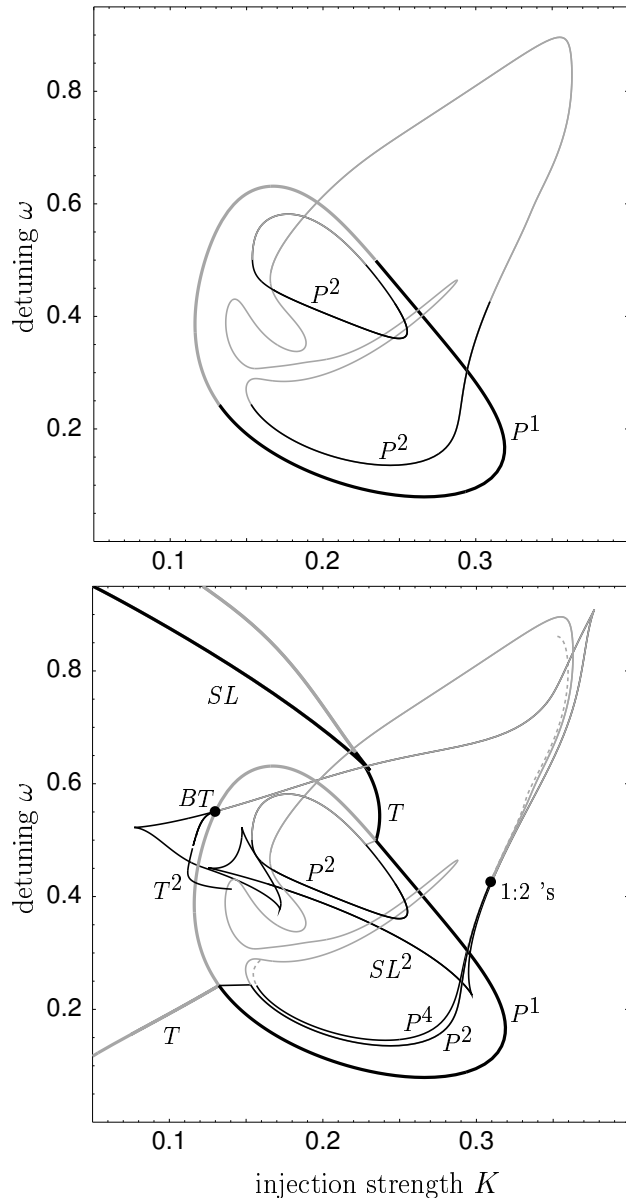 0.8
0.6
0.4
0.2
detuning ω
P²
P²
P¹
0.1 0.2 0.3
0.8
0.6
0.4
0.2
detuning ω
SL
BT
T
T²
P²
1:2 's
SL²
P⁴
P²
P¹
T
0.1 0.2 0.3
injection strength K